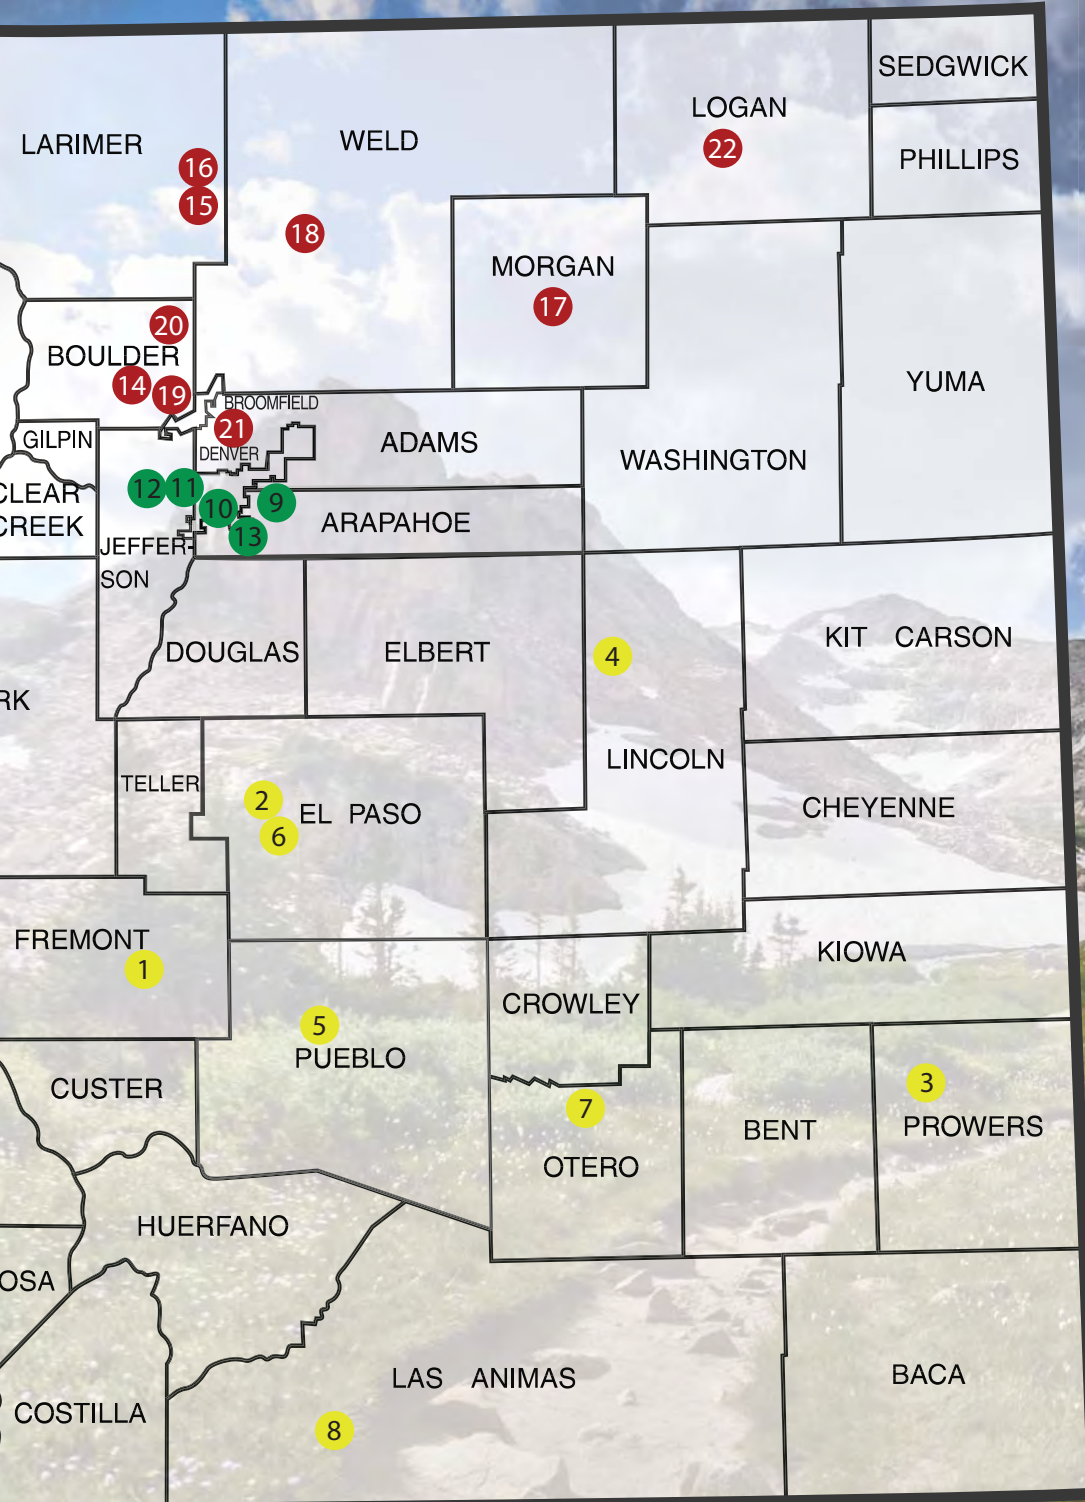 SEDGWICK
LOGAN
22
PHILLIPS
LARIMER
WELD
16
15
18
MORGAN
17
20
BOULDER
14
19
YUMA
BROOMFIELD
21
DENVER
GILPIN
ADAMS
WASHINGTON
CLEAR
CREEK
12
11
10
9
13
ARAPAHOE
JEFFER-
SON
DOUGLAS
ELBERT
4
KIT CARSON
RK
LINCOLN
TELLER
2
6
EL PASO
CHEYENNE
FREMONT
1
KIOWA
CROWLEY
5
PUEBLO
CUSTER
7
OTERO
BENT
3
PROWERS
HUERFANO
OSA
LAS ANIMAS
BACA
COSTILLA
8